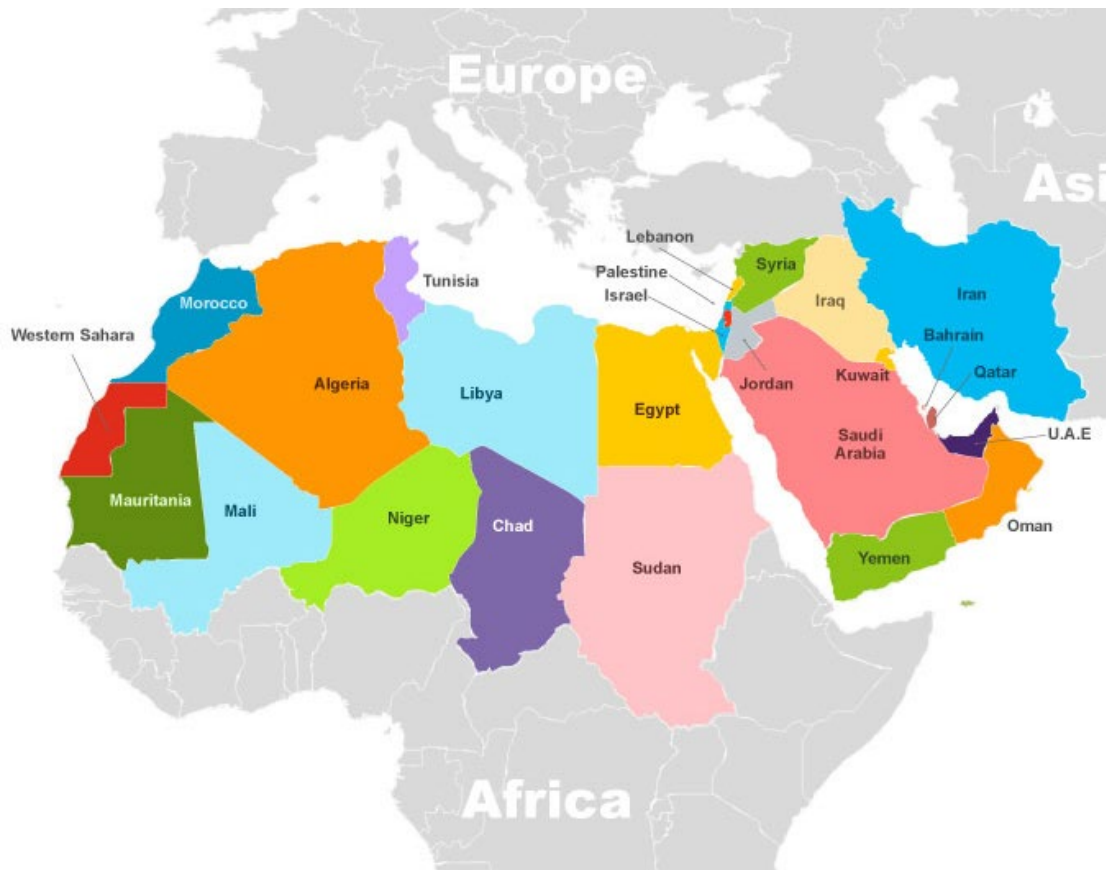 Europe
Asi
Lebanon
Syria
Palestine
Tunisia
Israel
Iraq
Iran
Morocco
Western Sahara
Bahrain
Jordan
Kuwait
Qatar
Algeria
Libya
Egypt
Saudi
Arabia
U.A.E
Mauritania
Mali
Niger
Chad
Oman
Sudan
Yemen
Africa